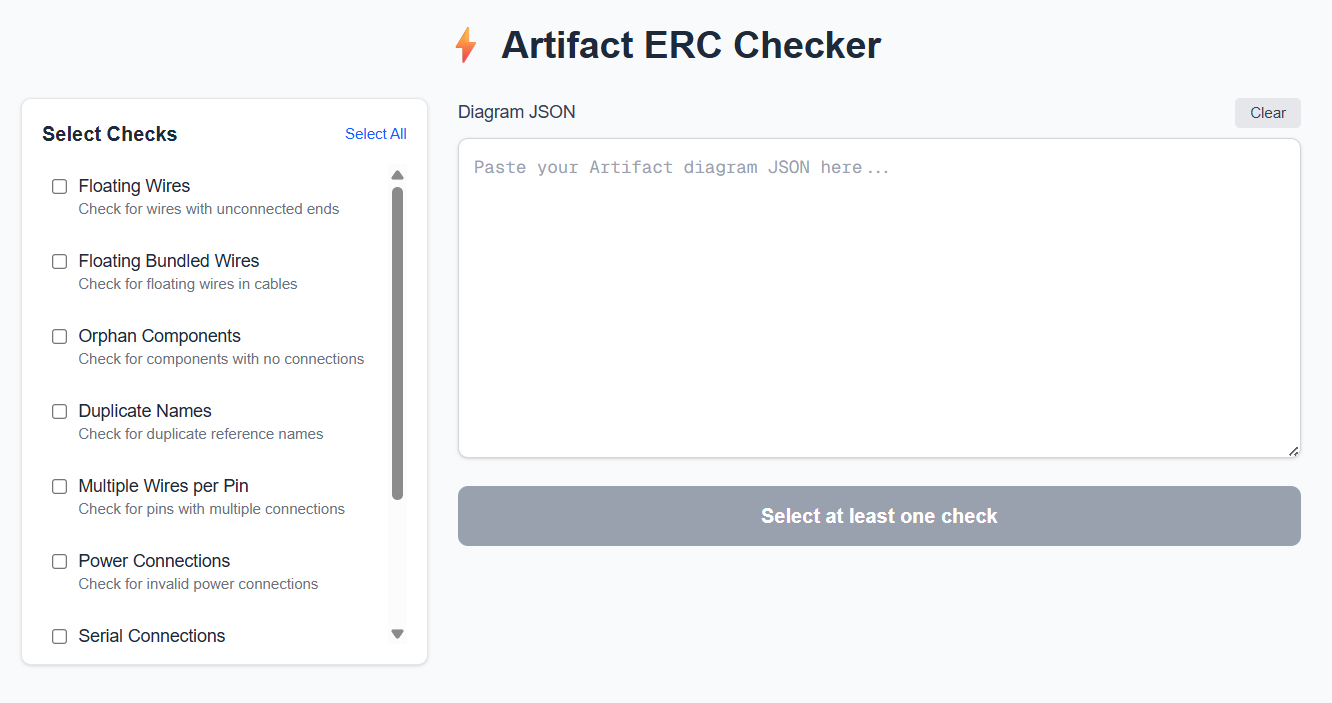 Artifact ERC Checker
Select Checks
Select All
Floating Wires
Check for wires with unconnected ends
Floating Bundled Wires
Check for floating wires in cables
Orphan Components
Check for components with no connections
Duplicate Names
Check for duplicate reference names
Multiple Wires per Pin
Check for pins with multiple connections
Power Connections
Check for invalid power connections
Serial Connections
Diagram JSON
Clear
Paste your Artifact diagram JSON here...
Select at least one check